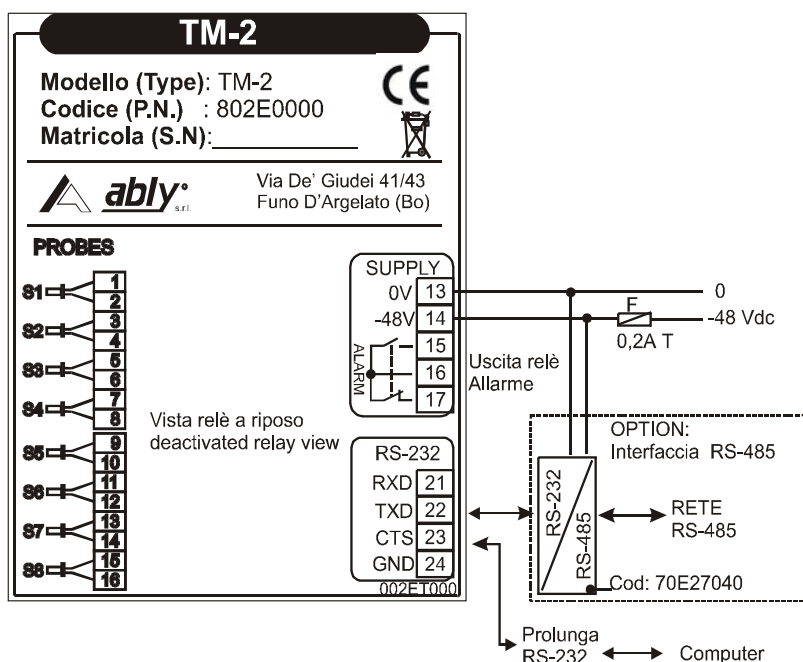 TM-2
Modello (Type): TM-2
Codice (P.N.) : 802E0000
Matricola (S.N):
CE
ably s.r.l.
Via De' Giudei 41/43
Funo D'Argelato (Bo)
PROBES
S1 1
2
S2 3
4
S3 5
6
S4 7
8
S5 9
10
S6 11
12
S7 13
14
S8 15
16
Vista relè a riposo
deactivated relay view
SUPPLY
0V 13
-48V 14
15
16
17
ALARM
0
F
-48 Vdc
0,2A T
Uscita relè
Allarme
RS-232
RXD 21
TXD 22
CTS 23
GND 24
002ET000
OPTION:
Interfaccia RS-485
RS-232
RS-485
RETE
RS-485
Cod: 70E27040
Prolunga
RS-232
Computer